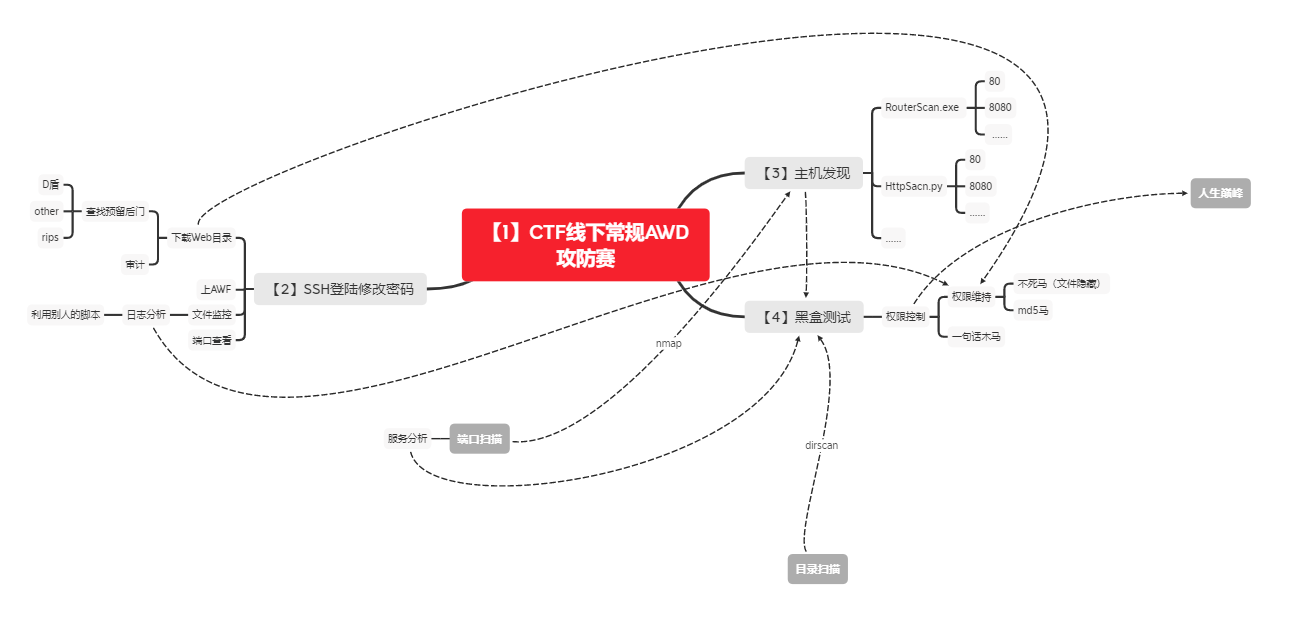 【1】CTF线下常规AWD
攻防赛
【2】SSH登陆修改密码
下载Web目录
查找预留后门
D盾
other
rips
审计
上AWF
文件监控
日志分析
利用别人的脚本
端口查看
【3】主机发现
RouterScan.exe
80
8080
......
HttpSacn.py
80
8080
......
......
【4】黑盒测试
权限控制
权限维持
不死马（文件隐藏）
md5马
一句话木马
人生巅峰
nmap
服务分析
端口扫描
dirscan
目录扫描